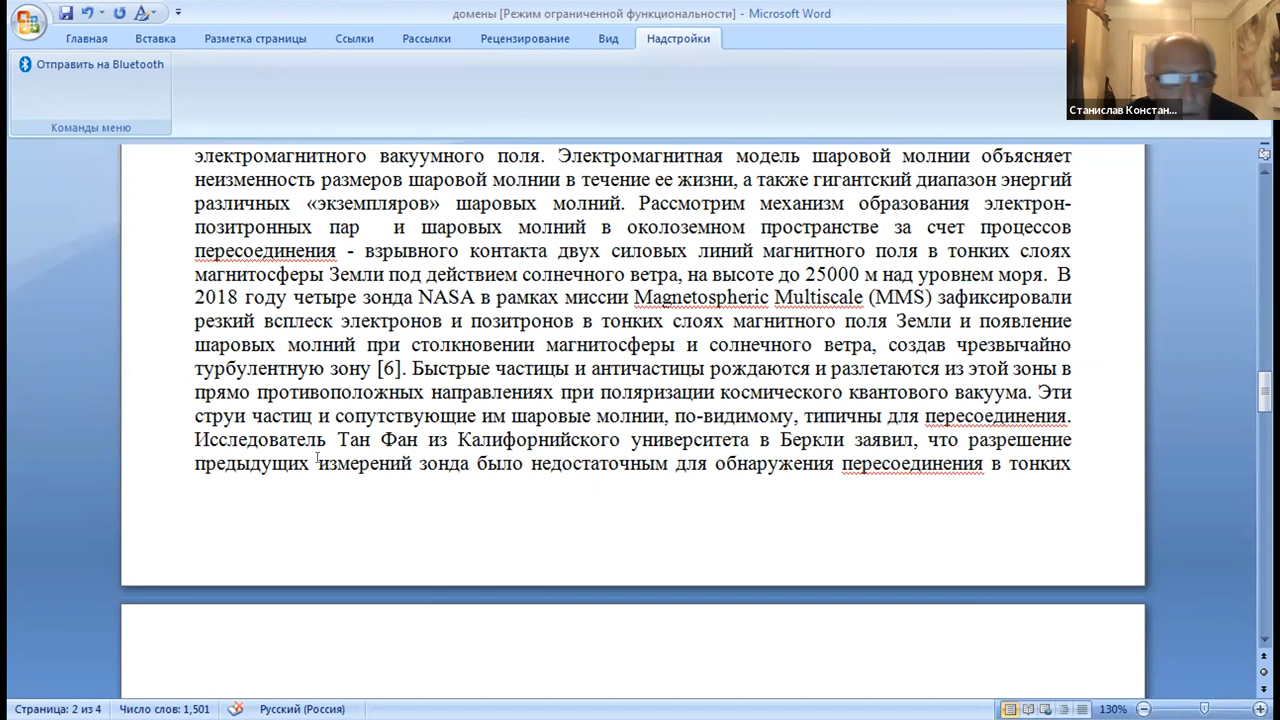 домены [Режим ограниченной функциональности] - Microsoft Word
Главная Вставка Разметка страницы Ссылки Рассылки Рецензирование Вид Надстройки
Отправить на Bluetooth
Команды меню
Станислав Констан...
электромагнитного вакуумного поля. Электромагнитная модель шаровой молнии объясняет
неизменность размеров шаровой молнии в течение ее жизни, а также гигантский диапазон энергий
различных «экземпляров» шаровых молний. Рассмотрим механизм образования электрон-
позитронных пар и шаровых молний в околоземном пространстве за счет процессов
пересоединения - взрывного контакта двух силовых линий магнитного поля в тонких слоях
магнитосферы Земли под действием солнечного ветра, на высоте до 25000 м над уровнем моря. В
2018 году четыре зонда NASA в рамках миссии Magnetospheric Multiscale (MMS) зафиксировали
резкий всплеск электронов и позитронов в тонких слоях магнитного поля Земли и появление
шаровых молний при столкновении магнитосферы и солнечного ветра, создав чрезвычайно
турбулентную зону [6]. Быстрые частицы и античастицы рождаются и разлетаются из этой зоны в
прямо противоположных направлениях при поляризации космического квантового вакуума. Эти
струи частиц и сопутствующие им шаровые молнии, по-видимому, типичны для пересоединения.
Исследователь Тан Фан из Калифорнийского университета в Беркли заявил, что разрешение
предыдущих измерений зонда было недостаточным для обнаружения пересоединения в тонких
Страница: 2 из 4 Число слов: 1,501 Русский (Россия) 130%